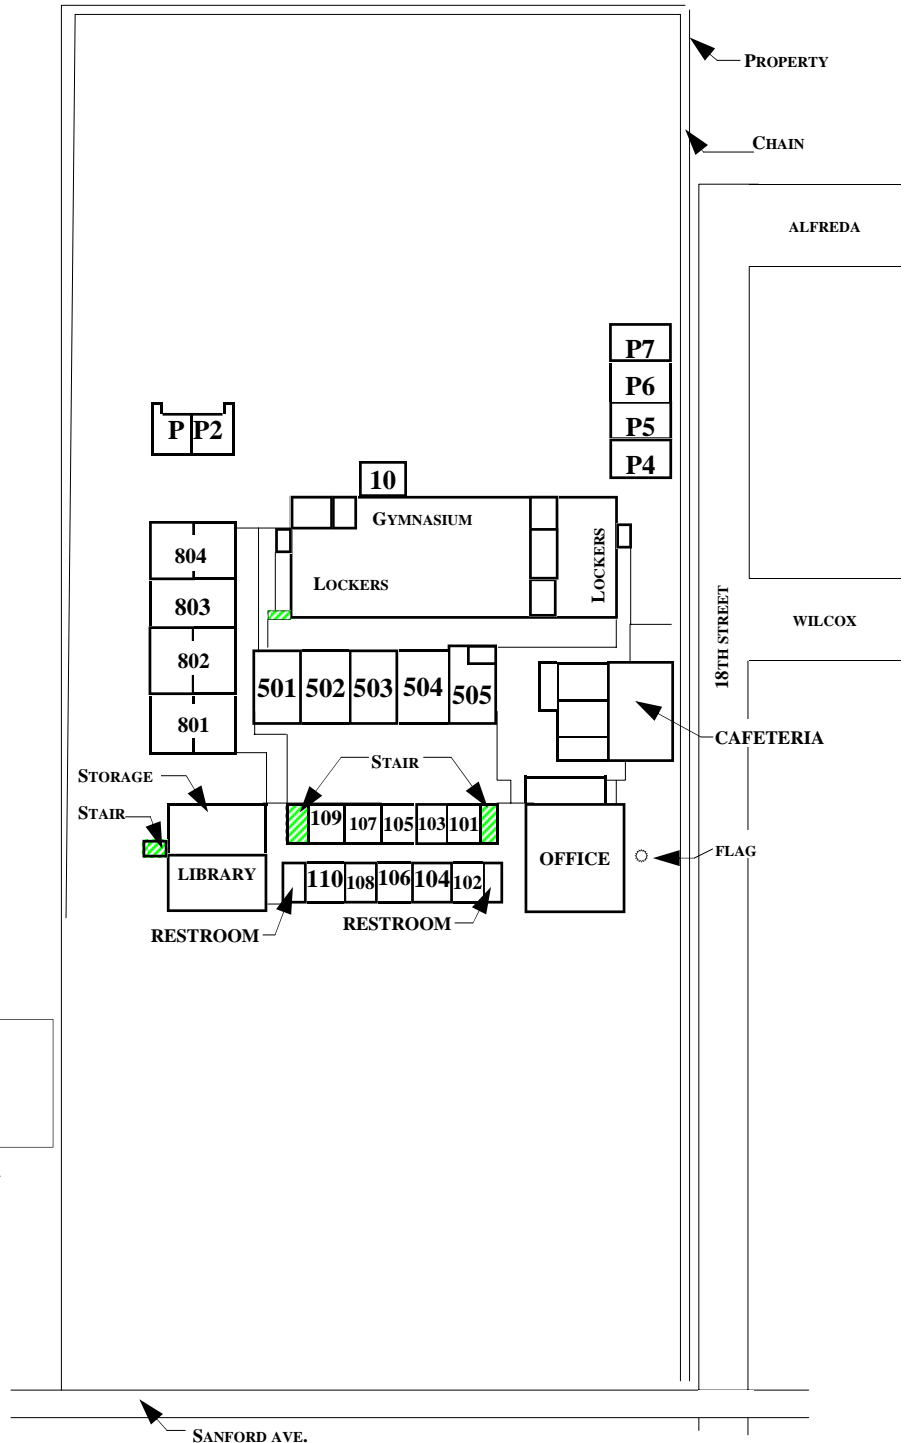 PROPERTY
CHAIN
ALFREDA
P7
P6
P5
P4
P P2
10
GYMNASIUM
LOCKERS
LOCKERS
804
803
802
801
18TH STREET
WILCOX
501 502 503 504 505
CAFETERIA
STORAGE
STAIR
STAIR
109 107 105 103 101
OFFICE
FLAG
LIBRARY
110 108 106 104 102
RESTROOM
RESTROOM
SANFORD AVE.